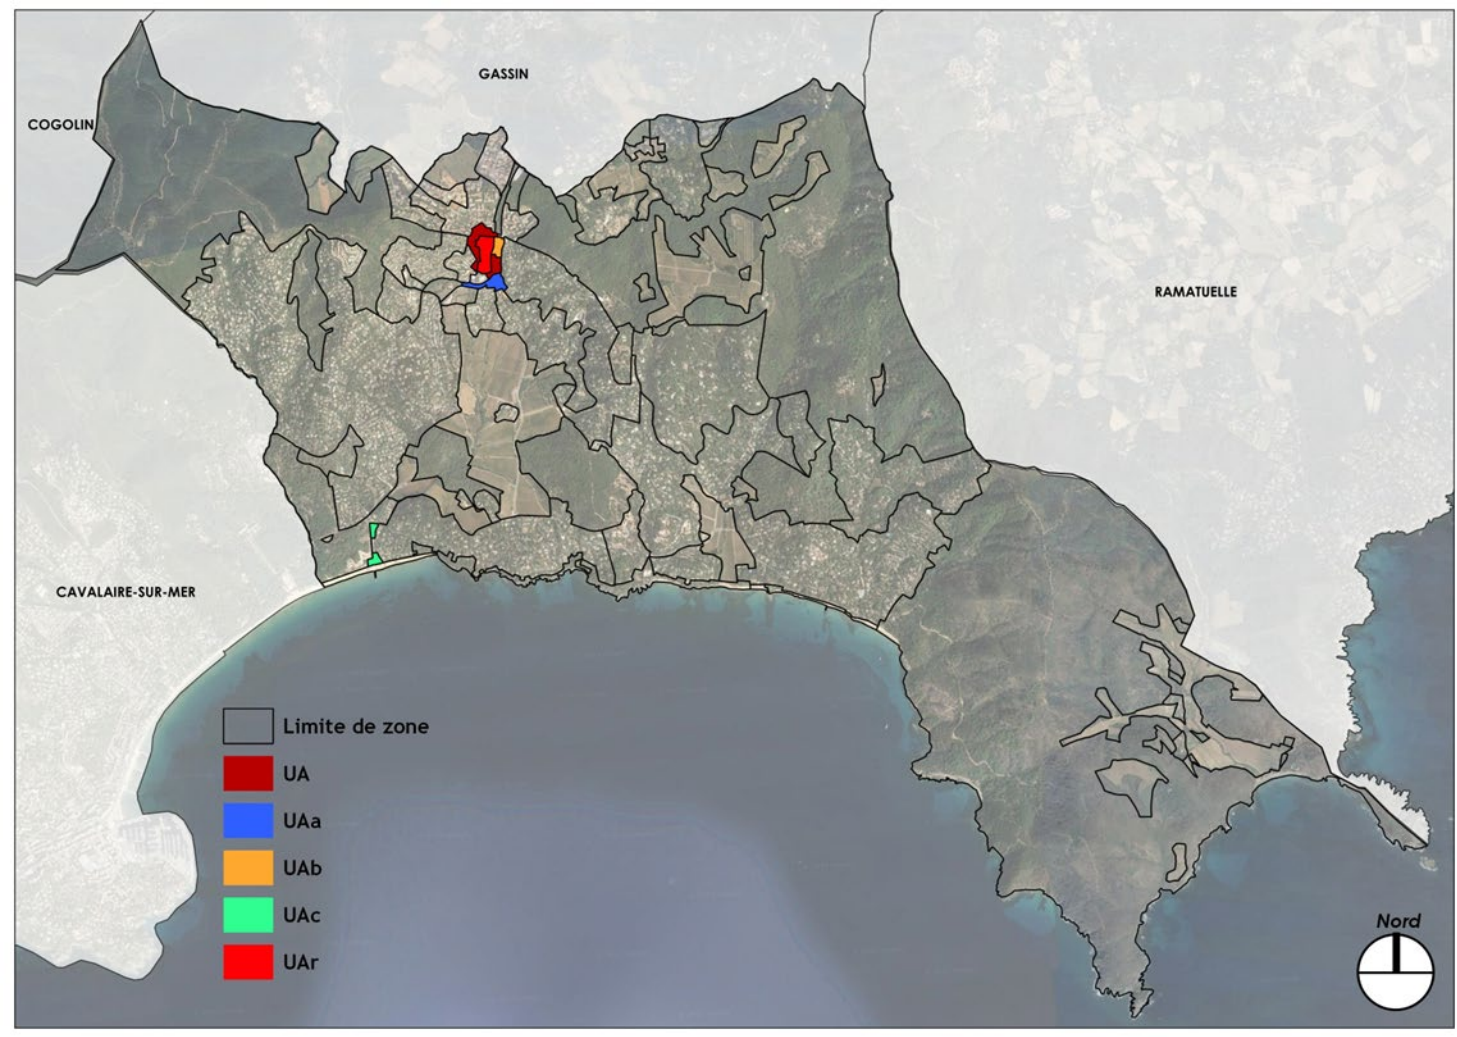 GASSIN
COGOLIN
RAMATUELLE
CAVALAIRE-SUR-MER
Limite de zone
UA
UAa
UAb
UAc
UAr
Nord